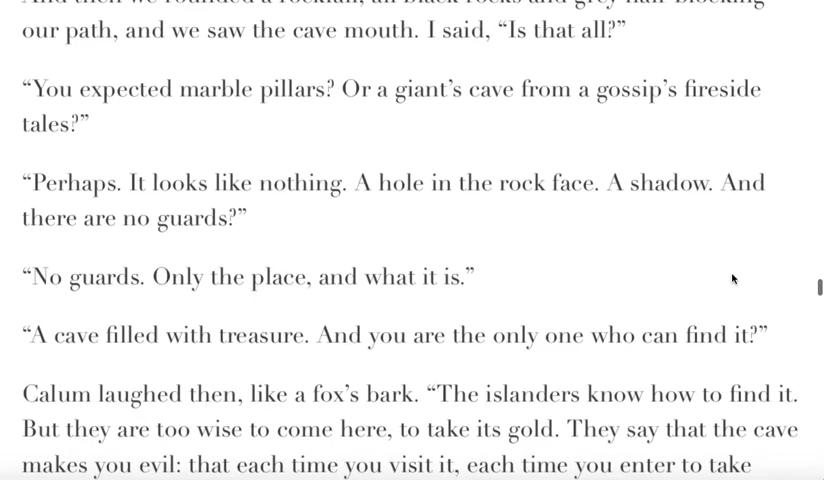 our path, and we saw the cave mouth. I said, “Is that all?”
“You expected marble pillars? Or a giant’s cave from a gossip’s fireside
tales?”
“Perhaps. It looks like nothing. A hole in the rock face. A shadow. And
there are no guards?”
“No guards. Only the place, and what it is.”
“A cave filled with treasure. And you are the only one who can find it?”
Calum laughed then, like a fox’s bark. “The islanders know how to find it.
But they are too wise to come here, to take its gold. They say that the cave
makes you evil: that each time you visit it, each time you enter to take